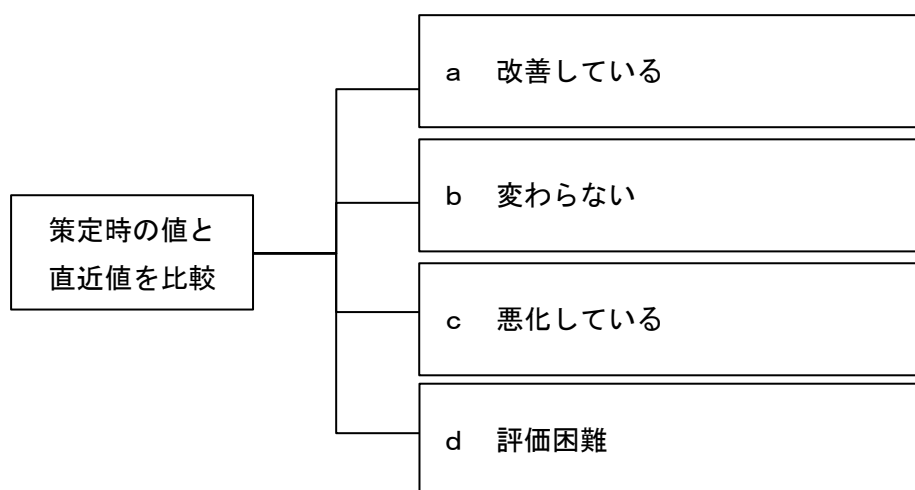 策定時の値と
直近値を比較
a 改善している
b 変わらない
c 悪化している
d 評価困難